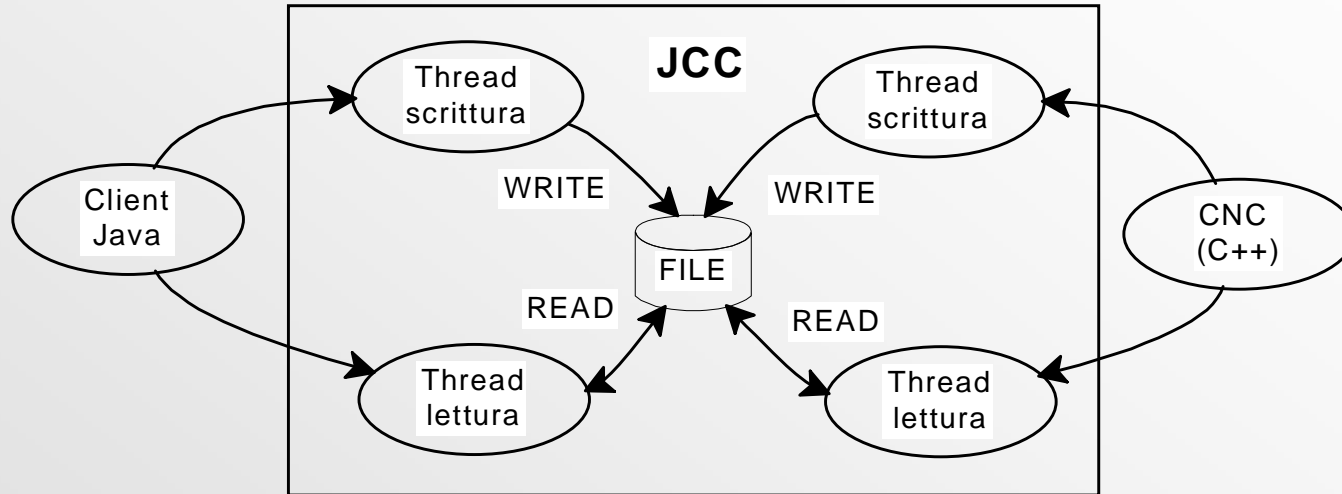 JCC
Thread
scrittura
Thread
scrittura
WRITE
WRITE
Client
Java
CNC
(C++)
FILE
READ
READ
Thread
lettura
Thread
lettura